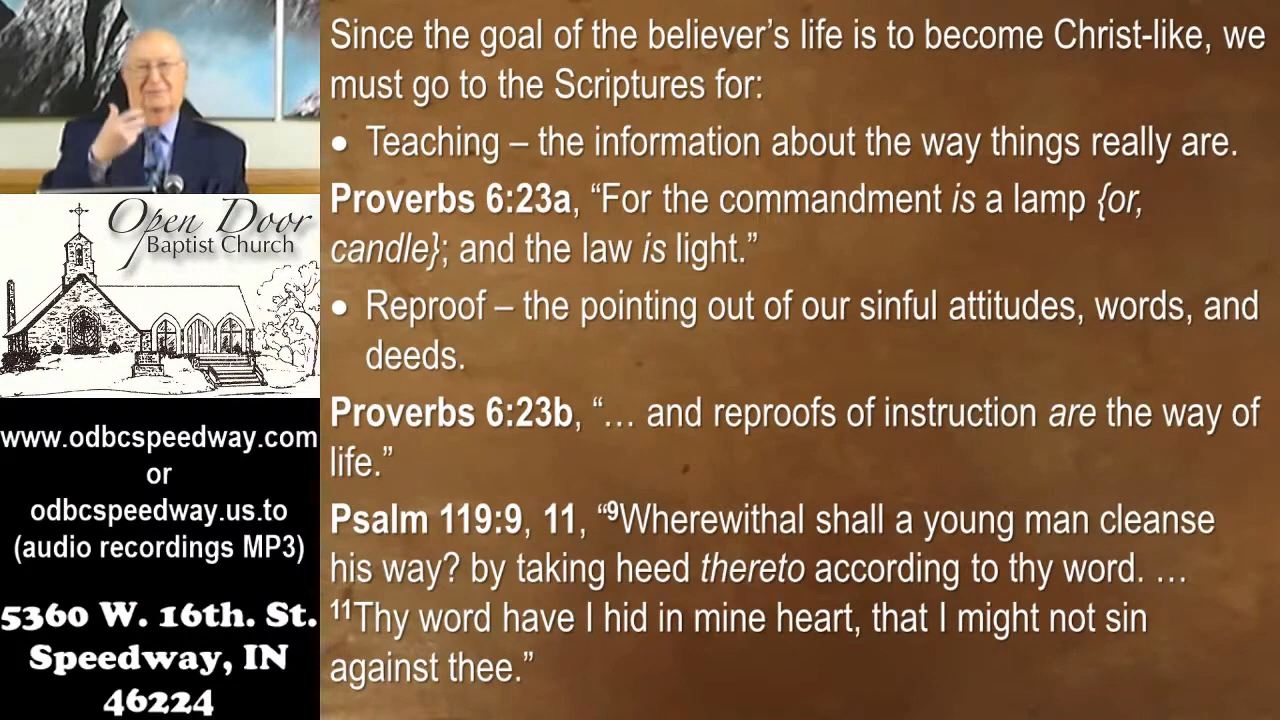 Open Door
Baptist Church
www.odbcspeedway.com
or
odbcspeedway.us.to
(audio recordings MP3)
5360 W. 16th. St.
Speedway, IN
46224
Since the goal of the believer’s life is to become Christ-like, we
must go to the Scriptures for:
• Teaching – the information about the way things really are.
Proverbs 6:23a, “For the commandment is a lamp {or,
candle}; and the law is light.”
• Reproof – the pointing out of our sinful attitudes, words, and
deeds.
Proverbs 6:23b, “… and reproofs of instruction are the way of
life.”
Psalm 119:9, 11, “⁹Wherewithal shall a young man cleanse
his way? by taking heed thereto according to thy word. …
¹¹Thy word have I hid in mine heart, that I might not sin
against thee.”